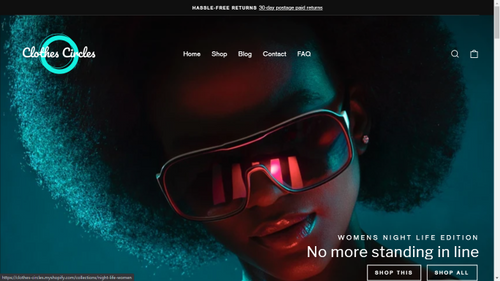 HASSLE-FREE RETURNS 30-day postage paid returns
Clothes Circles
Home Shop Blog Contact FAQ
WOMENS NIGHT LIFE EDITION
No more standing in line
SHOP THIS SHOP ALL
https://clothes-circles.myshopify.com/collections/night-life-woman